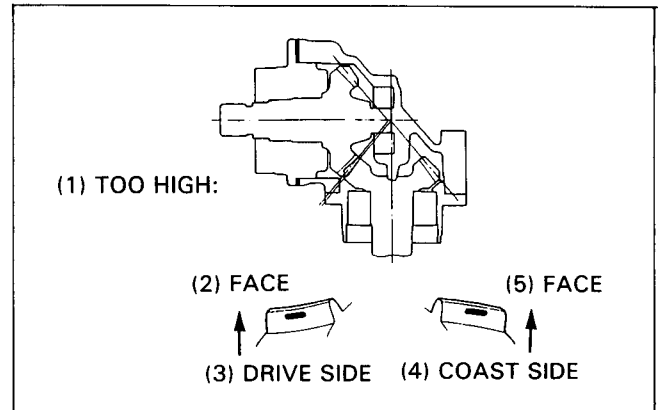 (1) TOO HIGH:
(2) FACE (5) FACE
(3) DRIVE SIDE (4) COAST SIDE